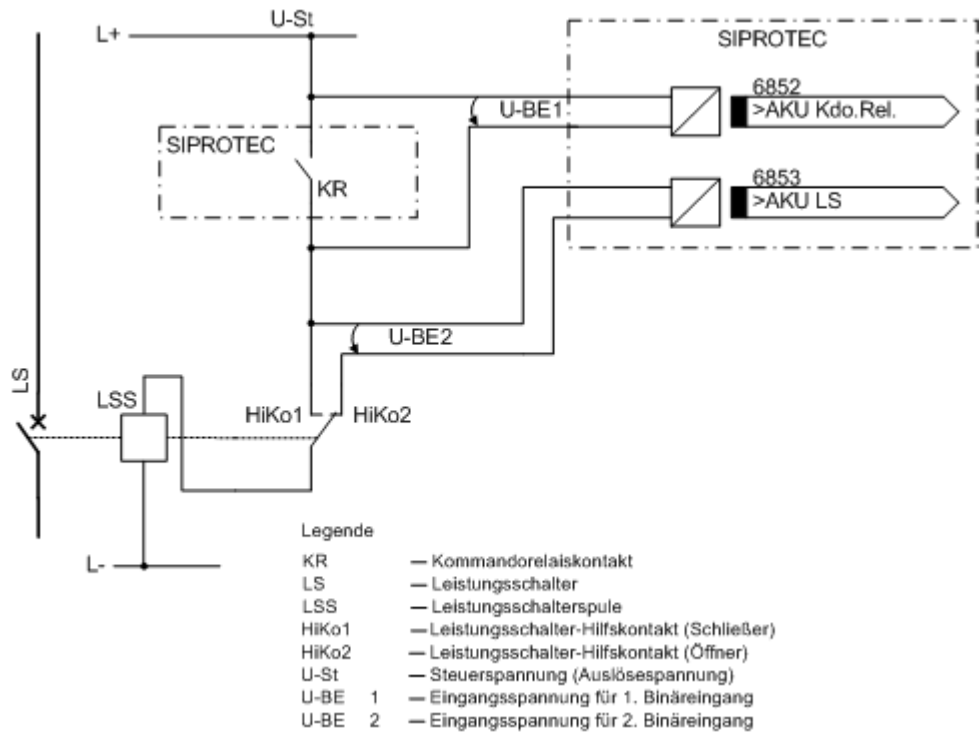 U-St
L+
SIPROTEC
6852
>AKU Kdo.Rel.
U-BE1
SIPROTEC
KR
6853
>AKU LS
U-BE2
LS
LSS
HiKo1
HiKo2
L-
Legende
KR — Kommandorelaiskontakt
LS — Leistungsschalter
LSS — Leistungsschalterspule
HiKo1 — Leistungsschalter-Hilfskontakt (Schließer)
HiKo2 — Leistungsschalter-Hilfskontakt (Öffner)
U-St — Steuerspannung (Auslösespannung)
U-BE 1 — Eingangsspannung für 1. Binäreingang
U-BE 2 — Eingangsspannung für 2. Binäreingang